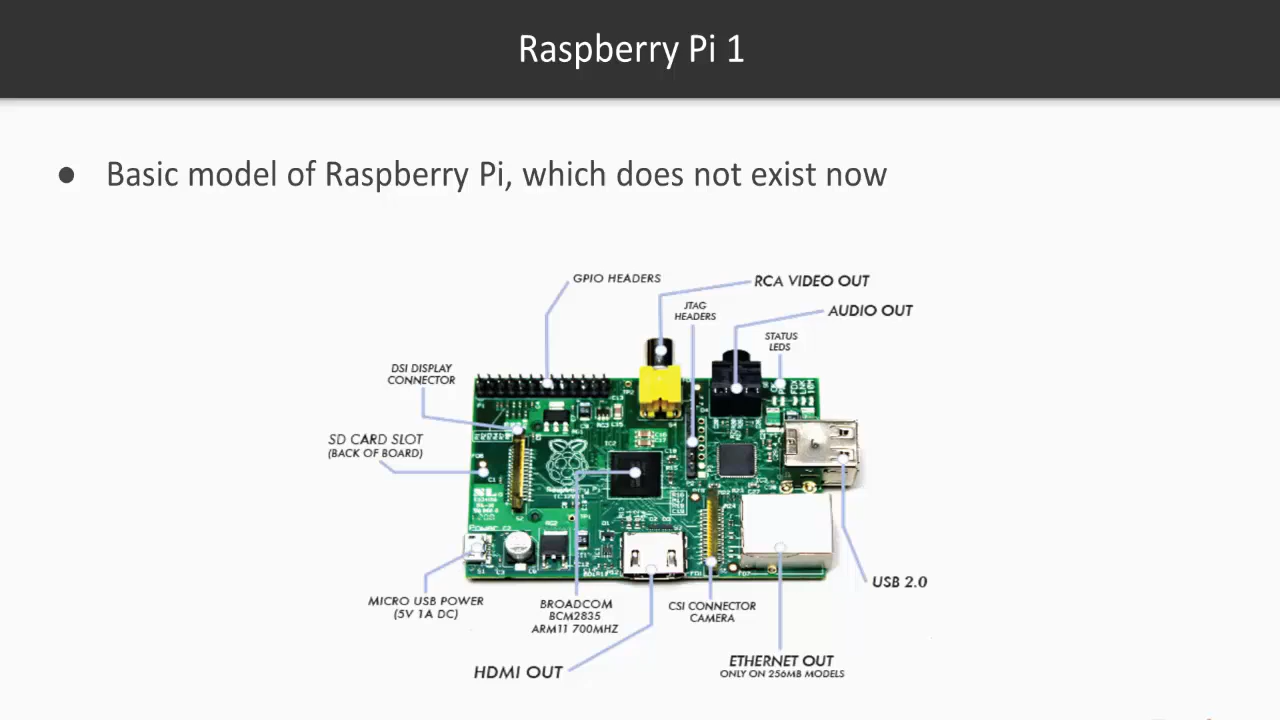 Raspberry Pi 1
● Basic model of Raspberry Pi, which does not exist now
GPIO HEADERS
RCA VIDEO OUT
JTAG
HEADERS
AUDIO OUT
STATUS
LEDS
DSI DISPLAY
CONNECTOR
SD CARD SLOT
(BACK OF BOARD)
MICRO USB POWER
(5V 1A DC)
BROADCOM
BCM2835
ARM11 700MHZ
HDMI OUT
CSI CONNECTOR
CAMERA
ETHERNET OUT
ONLY ON 256MB MODELS
USB 2.0